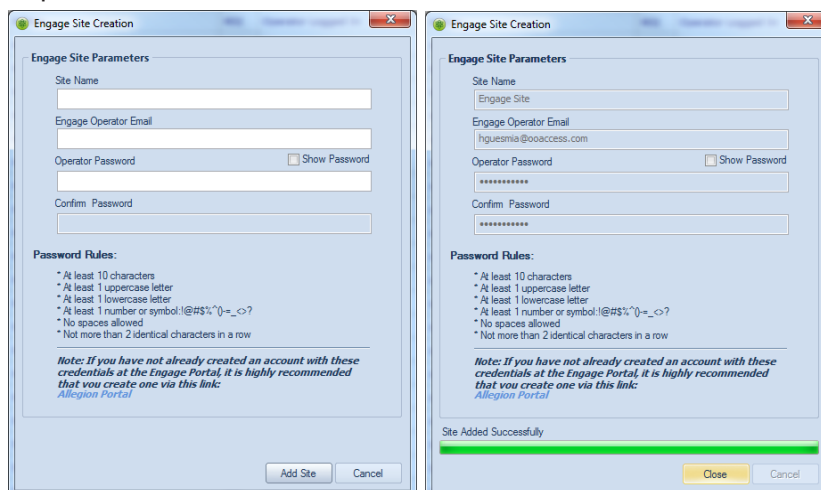 Engage Site Creation
Engage Site Parameters
Site Name
Engage Operator Email
Operator Password
Show Password
Confirm Password
Password Rules:
* At least 10 characters
* At least 1 uppercase letter
* At least 1 lowercase letter
* At least 1 number or symbol:!@#$%^()-=_<>?
* No spaces allowed
* Not more than 2 identical characters in a row
Note: If you have not already created an account with these
credentials at the Engage Portal, it is highly recommended
that you create one via this link:
Allegion Portal
Add Site
Cancel
Engage Site Creation
Engage Site Parameters
Site Name
Engage Site
Engage Operator Email
hguesmia@ooaccess.com
Operator Password
Show Password
•••••••••••
Confirm Password
•••••••••••
Password Rules:
* At least 10 characters
* At least 1 uppercase letter
* At least 1 lowercase letter
* At least 1 number or symbol:!@#$%^()-=_<>?
* No spaces allowed
* Not more than 2 identical characters in a row
Note: If you have not already created an account with these
credentials at the Engage Portal, it is highly recommended
that you create one via this link:
Allegion Portal
Site Added Successfully
Close
Cancel